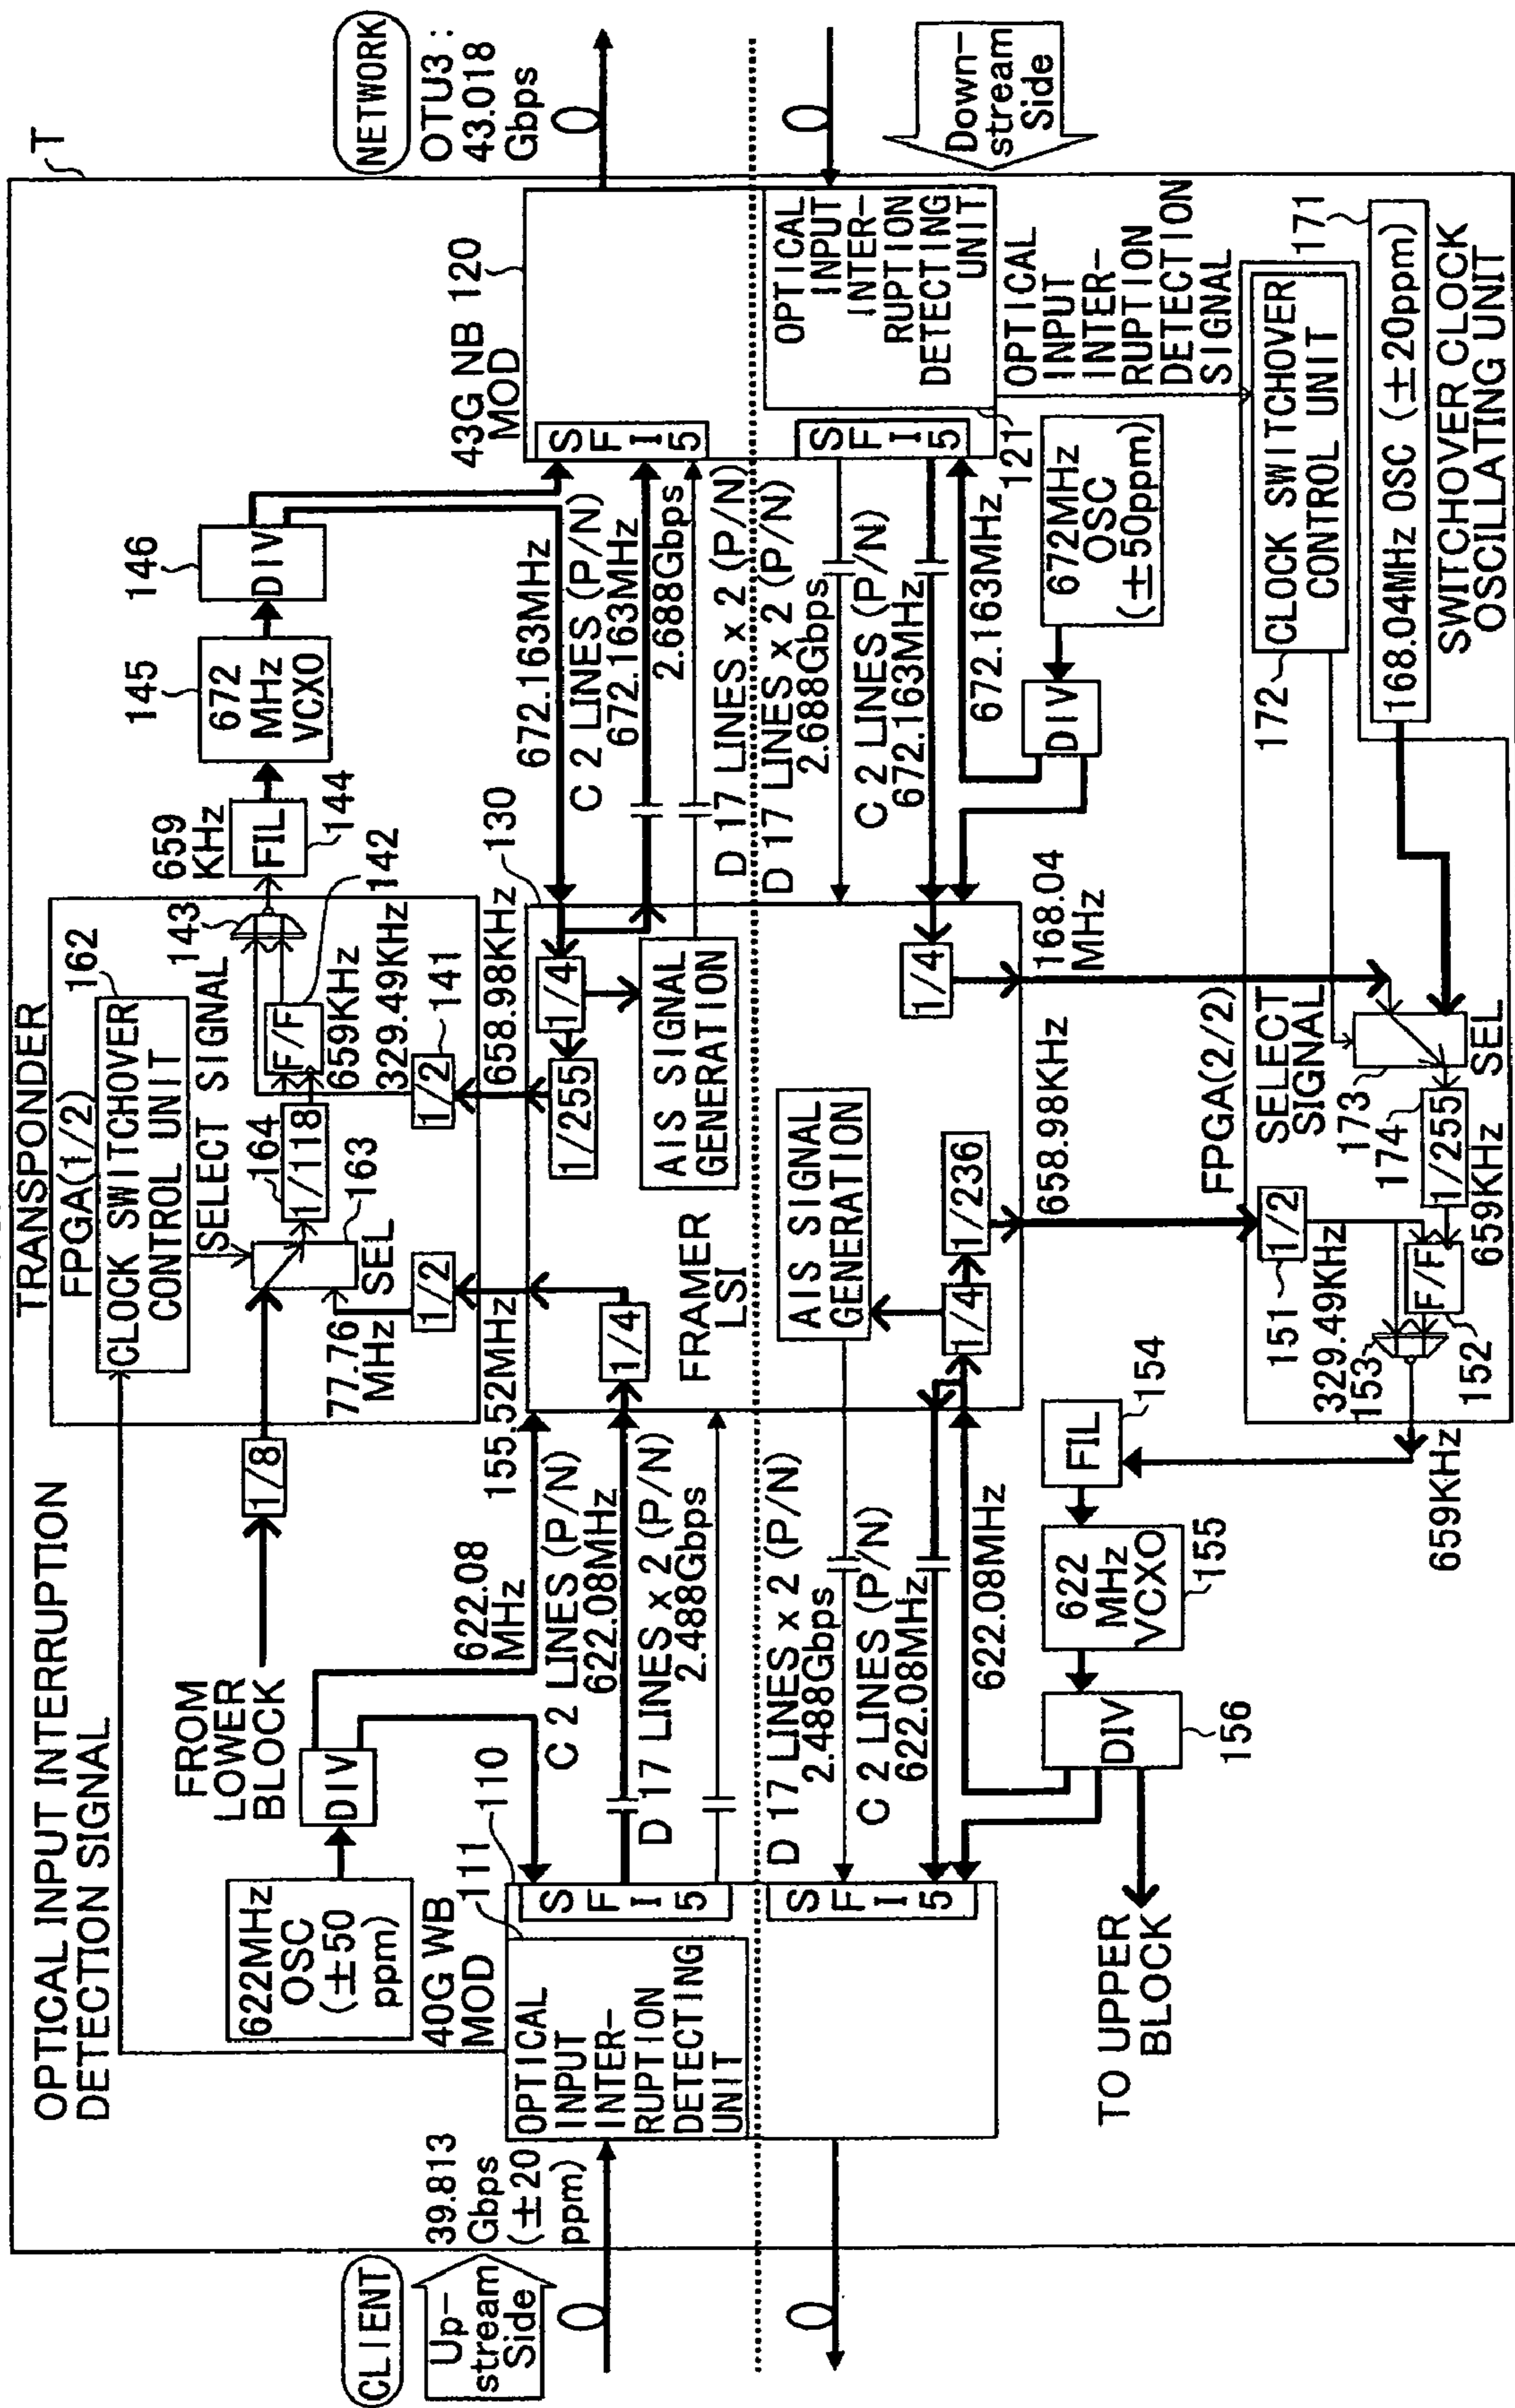 TRANSPONDER
T
OPTICAL INPUT INTERRUPTION
DETECTION SIGNAL
FPGA(1/2)
162
CLOCK SWITCHOVER
CONTROL UNIT
SELECT SIGNAL
164
1/118
163
SEL
77.76
MHz
1/2
F/F
143
142
659KHz
329.49KHz
1/2
141
659
KHz
FIL
144
145
672
MHz
VCXO
146
DIV
FROM
LOWER
BLOCK
1/8
622MHz
OSC
(±50
ppm)
DIV
622.08
MHz
155.52MHz
658.98KHz
130
672.163MHz
43G NB
MOD
120
NETWORK
OTU3 :
43.018
Gbps
CLIENT
Up-
stream
Side
39.813
Gbps
(±20
ppm)
40G WB
MOD
111
110
OPTICAL
INPUT
INTER-
RUPTION
DETECTING
UNIT
SFI5
C 2 LINES (P/N)
622.08MHz
D 17 LINES x 2 (P/N)
2.488Gbps
1/4
FRAMER
LSI
1/255
1/4
AIS SIGNAL
GENERATION
C 2 LINES (P/N)
672.163MHz
2.688Gbps
D 17 LINES x 2 (P/N)
SFI5
SFI5
D 17 LINES x 2 (P/N)
2.488Gbps
C 2 LINES (P/N)
622.08MHz
622.08MHz
AIS SIGNAL
GENERATION
1/4
1/236
1/4
D 17 LINES x 2 (P/N)
2.688Gbps
C 2 LINES (P/N)
672.163MHz
672.163MHz
SFI5
OPTICAL
INPUT
INTER-
RUPTION
DETECTING
UNIT
121
Down-
stream
Side
OPTICAL
INPUT
INTER-
RUPTION
DETECTION
SIGNAL
672MHz
OSC
(±50ppm)
DIV
168.04
MHz
658.98KHz
TO UPPER
BLOCK
DIV
156
622
MHz
VCXO
155
FIL
154
659KHz
FPGA(2/2)
151
1/2
329.49KHz
153
F/F
152
SELECT
SIGNAL
173
174
1/255
659KHz
SEL
172
CLOCK SWITCHOVER
CONTROL UNIT
171
168.04MHz OSC (±20ppm)
SWITCHOVER CLOCK
OSCILLATING UNIT